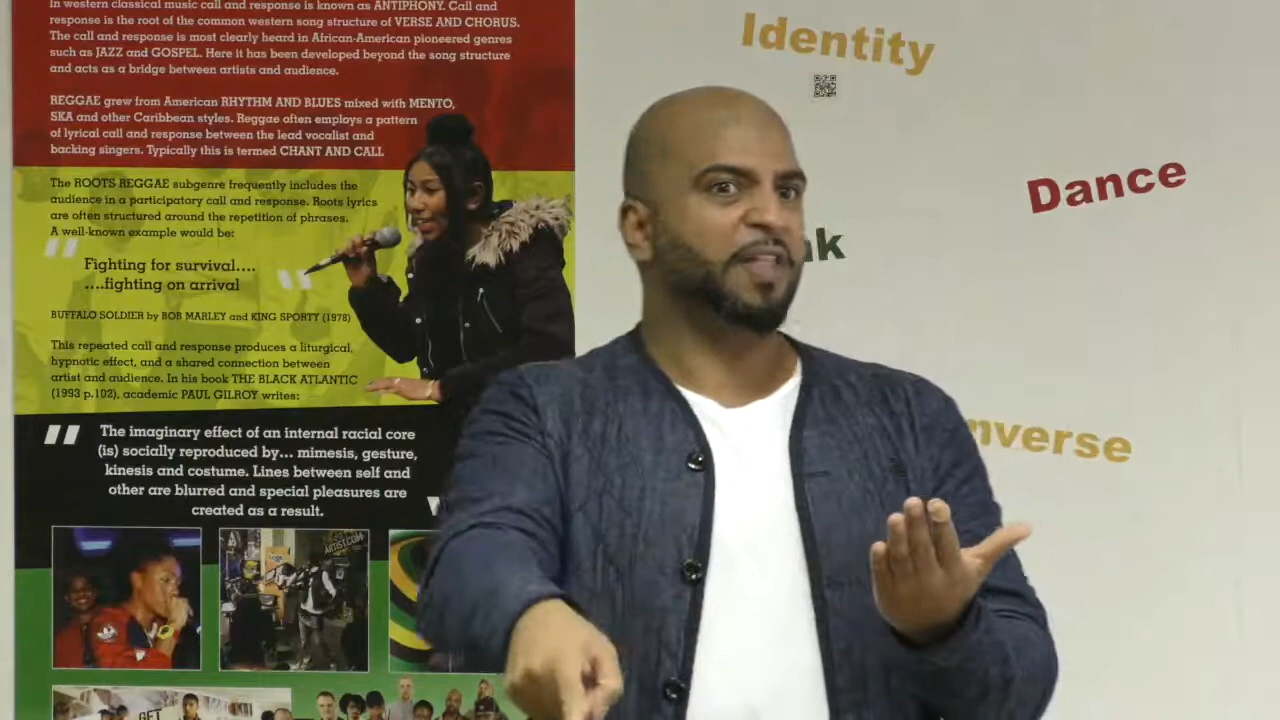 In western classical music call and response is known as ANTIPHONY. Call and
response is the root of the common western song structure of VERSE AND CHORUS.
The call and response is most clearly heard in African-American pioneered genres
such as JAZZ and GOSPEL. Here it has been developed beyond the song structure
and acts as a bridge between artists and audience.
REGGAE grew from American RHYTHM AND BLUES mixed with MENTO,
SKA and other Caribbean styles. Reggae often employs a pattern
of lyrical call and response between the lead vocalist and
backing singers. Typically this is termed CHANT AND CALL
The ROOTS REGGAE subgenre frequently includes the
audience in a participatory call and response. Roots lyrics
are often structured around the repetition of phrases.
A well-known example would be:
"
Fighting for survival....
....fighting on arrival
"
BUFFALO SOLDIER by BOB MARLEY and KING SPORTY (1978)
This repeated call and response produces a liturgical,
hypnotic effect, and a shared connection between
artist and audience. In his book THE BLACK ATLANTIC
(1993 p.102), academic PAUL GILROY writes:
"
The imaginary effect of an internal racial core
(is) socially reproduced by... mimesis, gesture,
kinesis and costume. Lines between self and
other are blurred and special pleasures are
created as a result.
"
ARTIST.COM
GET
Identity
Dance
nk
nverse